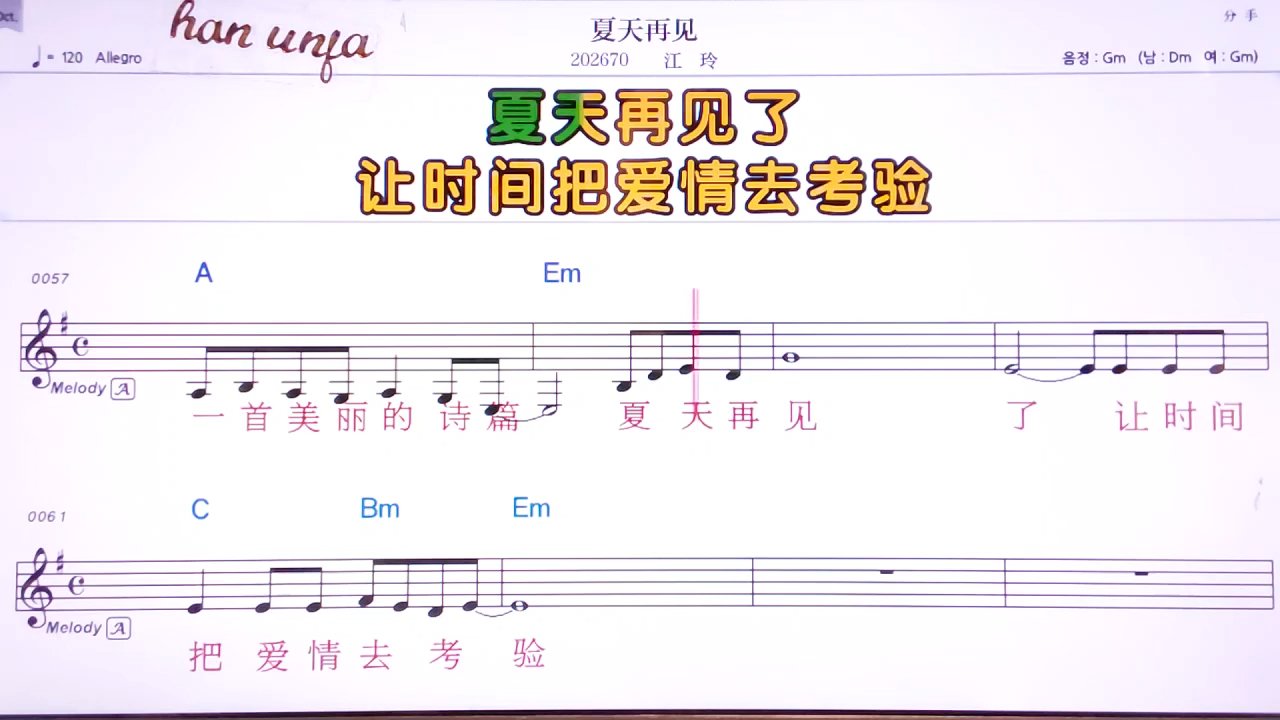 Oct.
han unfa
夏天再见
分 手
♩= 120 Allegro
202670 江 玲
음정 : Gm (남 : Dm 여 : Gm)
夏天再见了
让时间把爱情去考验
0057
A Em
Melody A
一 首 美 丽 的 诗 篇 夏 天 再 见 了 让 时 间
0061
C Bm Em
Melody A
把 爱 情 去 考 验